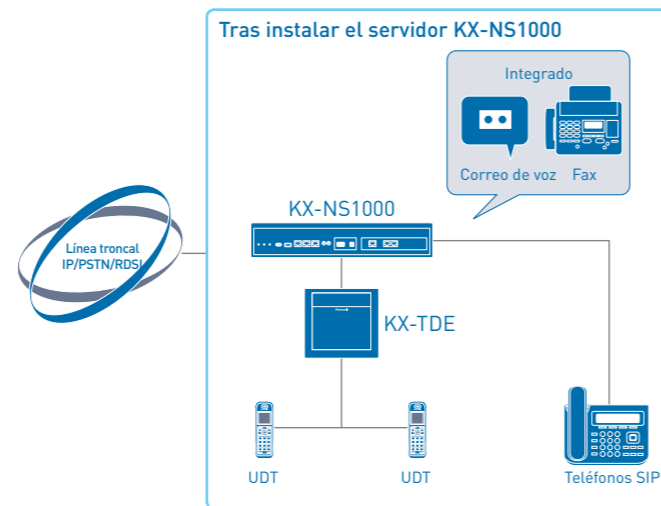 Tras instalar el servidor KX-NS1000
Integrado
Correo de voz
Fax
KX-NS1000
Línea troncal
IP/PSTN/RDSI
KX-TDE
UDT
UDT
Teléfonos SIP